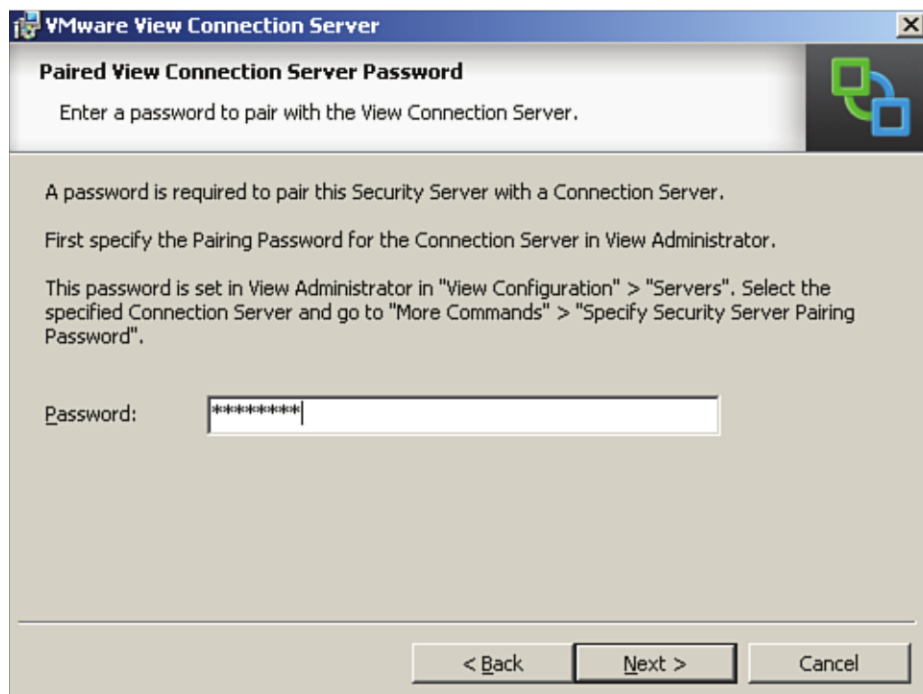 VMware View Connection Server
Paired View Connection Server Password
Enter a password to pair with the View Connection Server.
A password is required to pair this Security Server with a Connection Server.
First specify the Pairing Password for the Connection Server in View Administrator.
This password is set in View Administrator in "View Configuration" > "Servers". Select the
specified Connection Server and go to "More Commands" > "Specify Security Server Pairing
Password".
Password: ********
< Back Next > Cancel